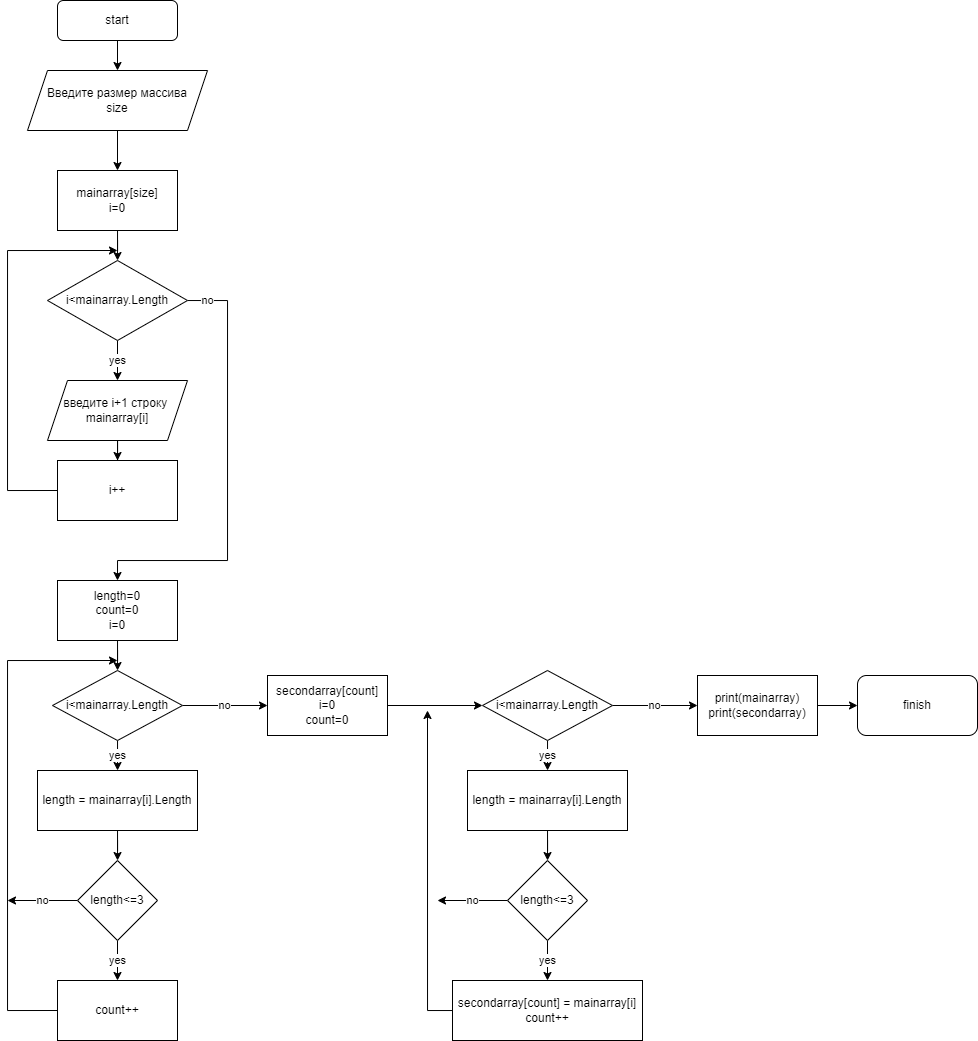 start
Введите размер массива
size
mainarray[size]
i=0
i<mainarray.Length
no
yes
введите i+1 строку
mainarray[i]
i++
length=0
count=0
i=0
i<mainarray.Length
no
yes
length = mainarray[i].Length
length<=3
no
yes
count++
secondarray[count]
i=0
count=0
i<mainarray.Length
no
yes
length = mainarray[i].Length
length<=3
no
yes
secondarray[count] = mainarray[i]
count++
print(mainarray)
print(secondarray)
finish